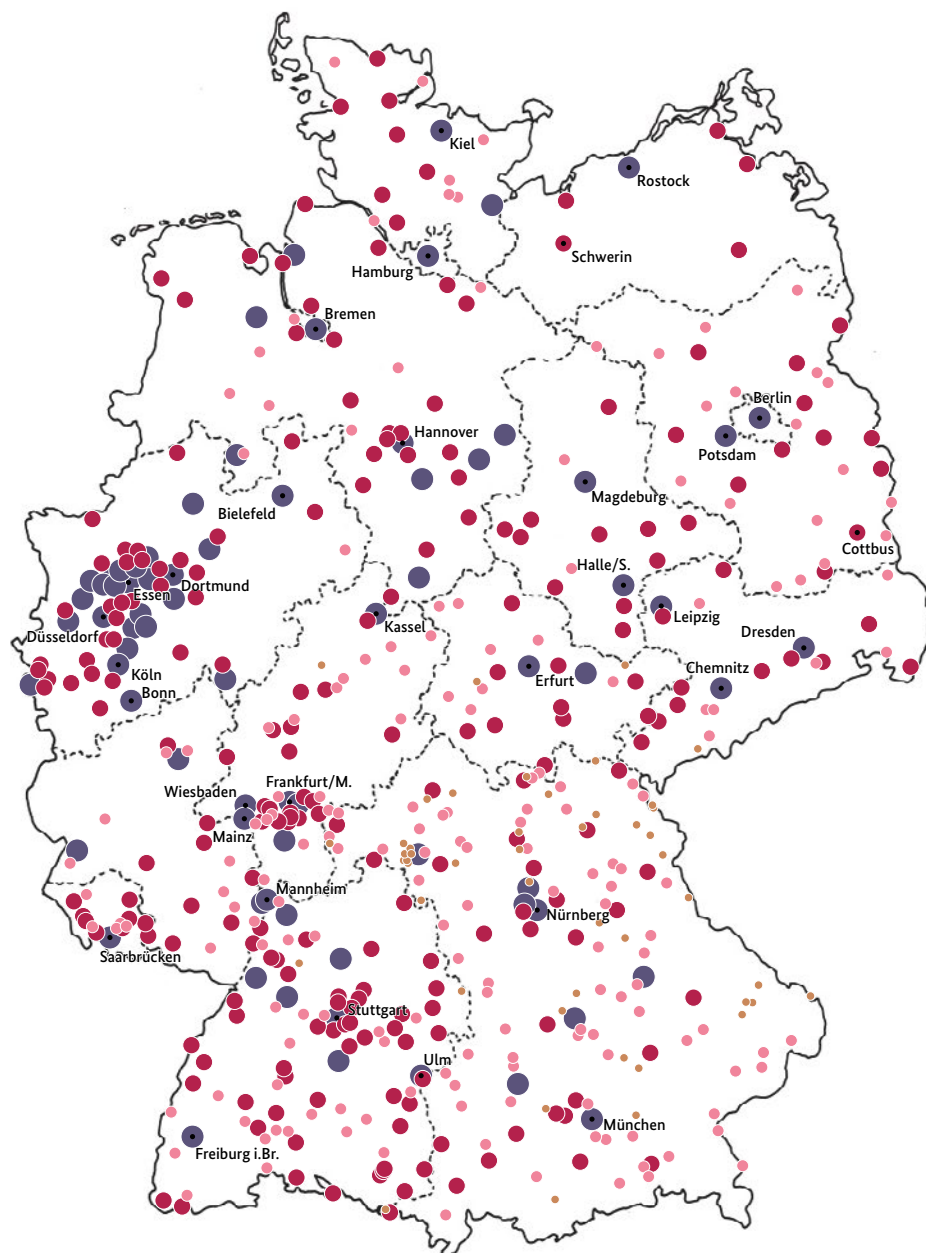 Kiel
Rostock
Schwerin
Hamburg
Bremen
Berlin
Hannover
Potsdam
Magdeburg
Bielefeld
Cottbus
Halle/S.
Dortmund
Essen
Leipzig
Kassel
Düsseldorf
Dresden
Köln
Erfurt
Chemnitz
Bonn
Frankfurt/M.
Wiesbaden
Mainz
Mannheim
Nürnberg
Saarbrücken
Stuttgart
Ulm
München
Freiburg i.Br.